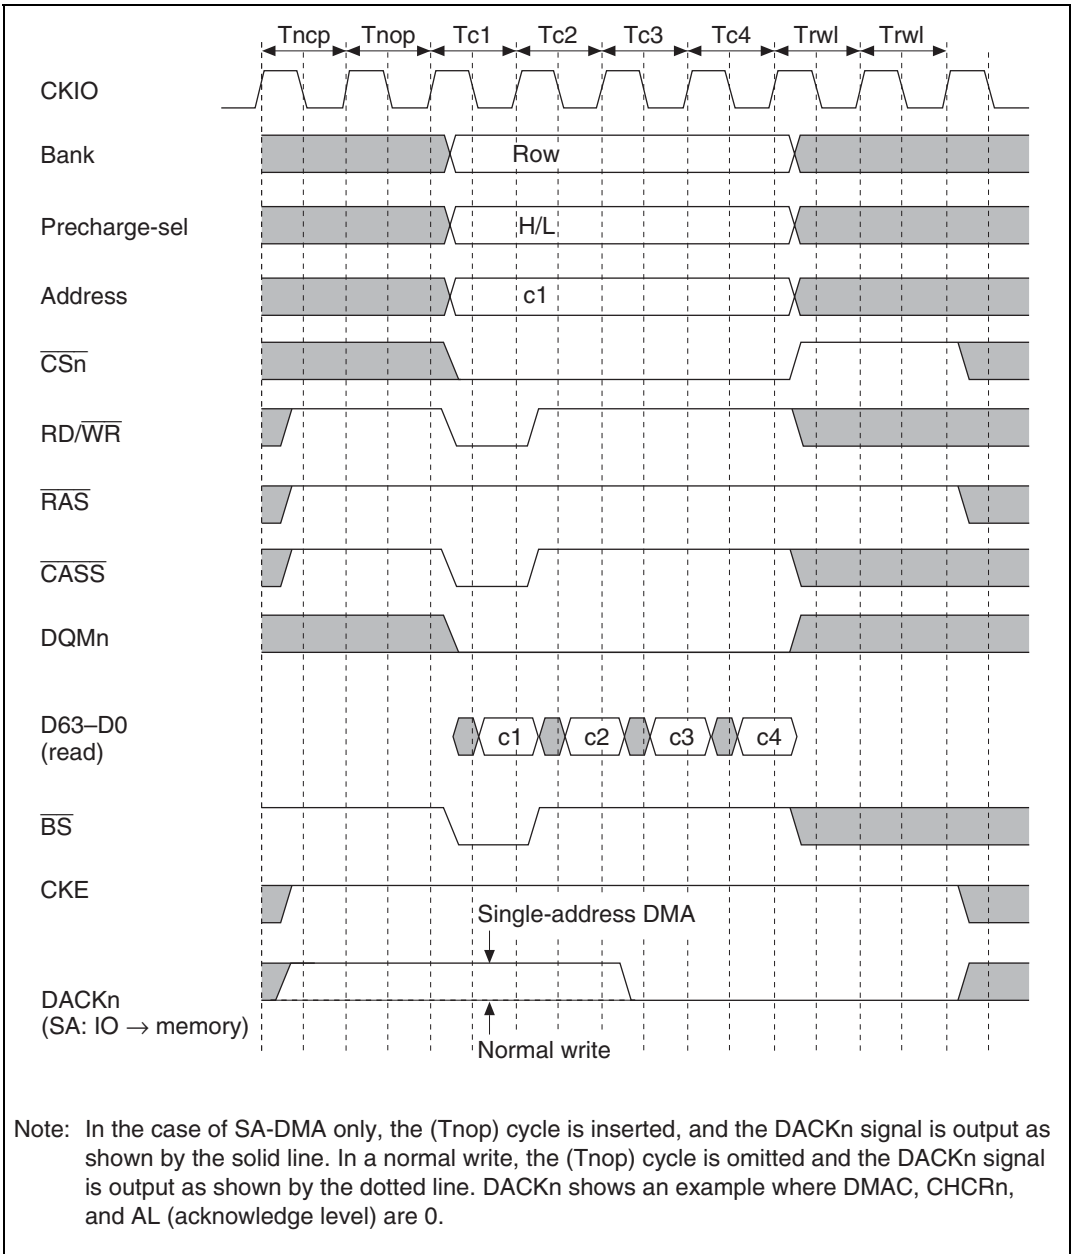 Tncp Tnop Tc1 Tc2 Tc3 Tc4 Trwl Trwl
CKIO
Bank
Row
Precharge-sel
H/L
Address
c1
CSn
RD/WR
RAS
CASS
DQMn
D63–D0
(read)
c1 c2 c3 c4
BS
CKE
Single-address DMA
DACKn
(SA: IO → memory)
Normal write
Note: In the case of SA-DMA only, the (Tnop) cycle is inserted, and the DACKn signal is output as
shown by the solid line. In a normal write, the (Tnop) cycle is omitted and the DACKn signal
is output as shown by the dotted line. DACKn shows an example where DMAC, CHCRn,
and AL (acknowledge level) are 0.